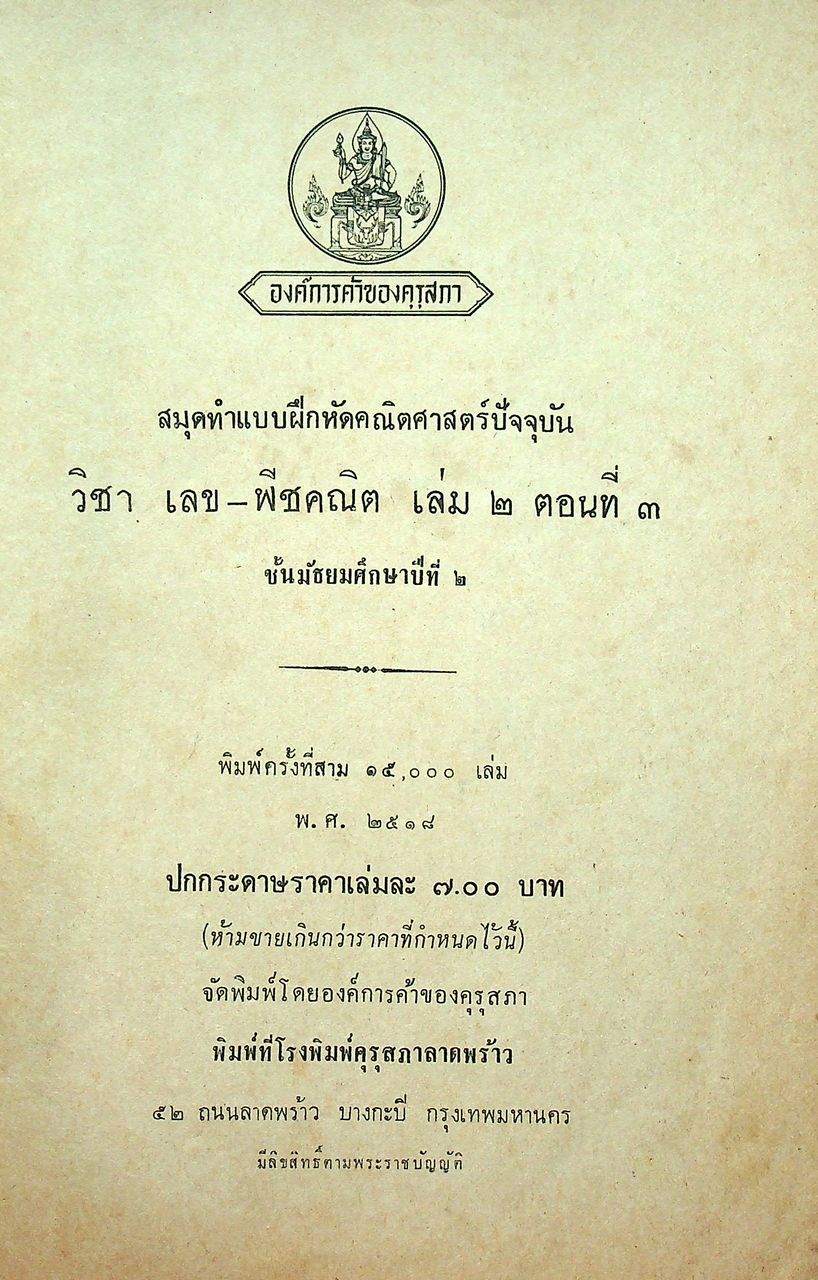 องค์การค้าของคุรุสภา
สมุดทำแบบฝึกหัดคณิตศาสตร์ปัจจุบัน
วิชา เลข-พีชคณิต เล่ม ๒ ตอนที่ ๓
ชั้นมัธยมศึกษาปีที่ ๒
พิมพ์ครั้งที่สาม ๑๕,๐๐๐ เล่ม
พ. ศ. ๒๕๑๘
ปกกระดาษราคาเล่มละ ๗.๐๐ บาท
(ห้ามขายเกินกว่าราคาที่กำหนดไว้นี้)
จัดพิมพ์โดยองค์การค้าของคุรุสภา
พิมพ์ที่โรงพิมพ์คุรุสภาลาดพร้าว
๕๒ ถนนลาดพร้าว บางกะปิ กรุงเทพมหานคร
มีลิขสิทธิ์ตามพระราชบัญญัติ